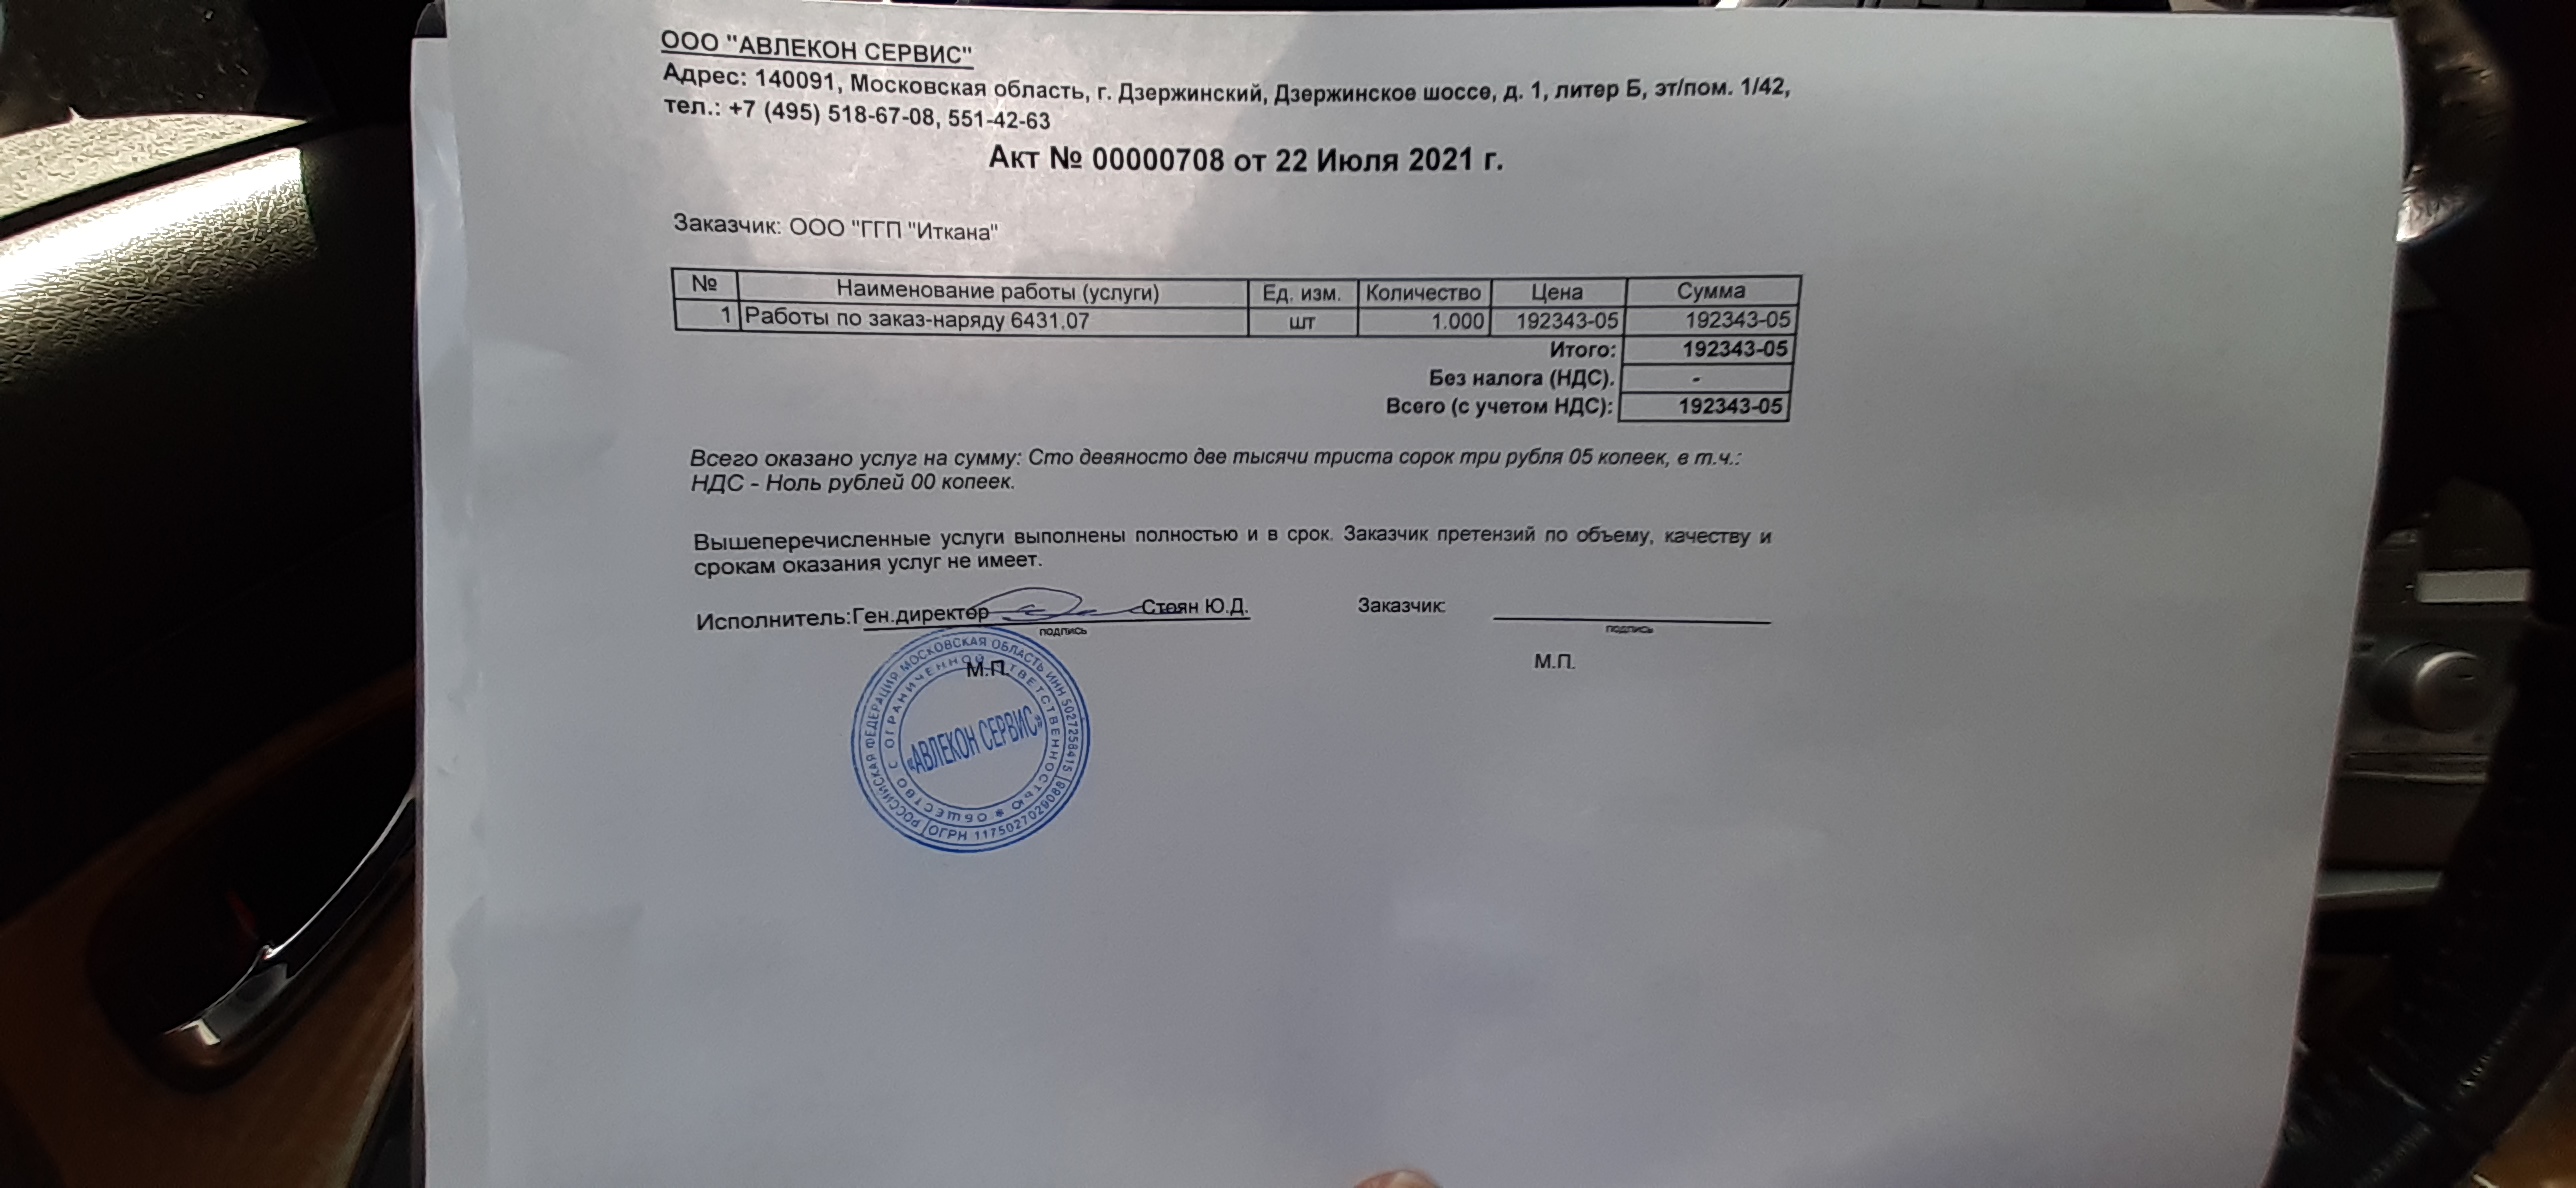 ООО "АВЛЕКОН СЕРВИС"
Адрес: 140091, Московская область, г. Дзержинский, Дзержинское шоссе, д. 1, литер Б, эт/пом. 1/42,
тел.: +7 (495) 518-67-08, 551-42-63
Акт № 00000708 от 22 Июля 2021 г.
Заказчик: ООО "ГГП "Иткана"
№ Наименование работы (услуги) Ед. изм. Количество Цена Сумма
1 Работы по заказ-наряду 6431.07 шт 1.000 192343-05 192343-05
Итого: 192343-05
Без налога (НДС). -
Всего (с учетом НДС): 192343-05
Всего оказано услуг на сумму: Сто девяносто две тысячи триста сорок три рубля 05 копеек, в т.ч.:
НДС - Ноль рублей 00 копеек.
Вышеперечисленные услуги выполнены полностью и в срок. Заказчик претензий по объему, качеству и
срокам оказания услуг не имеет.
Исполнитель:Ген.директор Стоян Ю.Д. Заказчик:
подпись подпись
М.П. М.П.
РОССИЙСКАЯ ФЕДЕРАЦИЯ МОСКОВСКАЯ ОБЛАСТЬ ИНН 5027258415
ОГРН 1175027029088
ОБЩЕСТВО С ОГРАНИЧЕННОЙ ОТВЕТСТВЕННОСТЬЮ
«АВЛЕКОН СЕРВИС»